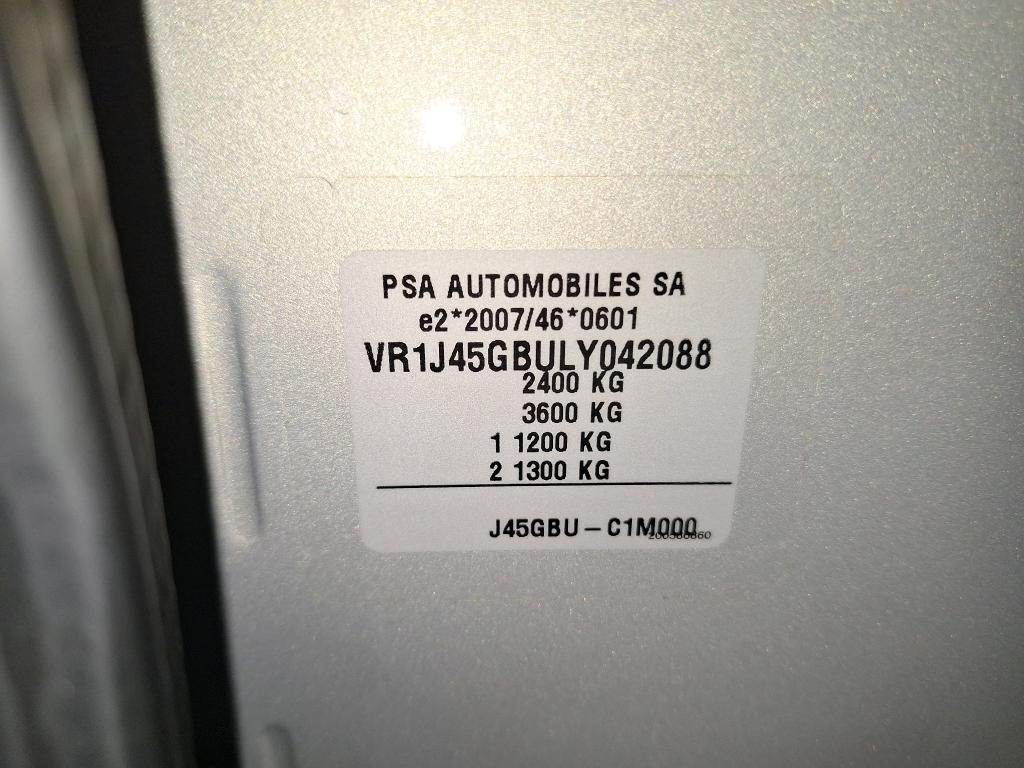 PSA AUTOMOBILES SA
e2*2007/46*0601
VR1J45GBULY042088
2400 KG
3600 KG
1 1200 KG
2 1300 KG
J45GBU – C1M000